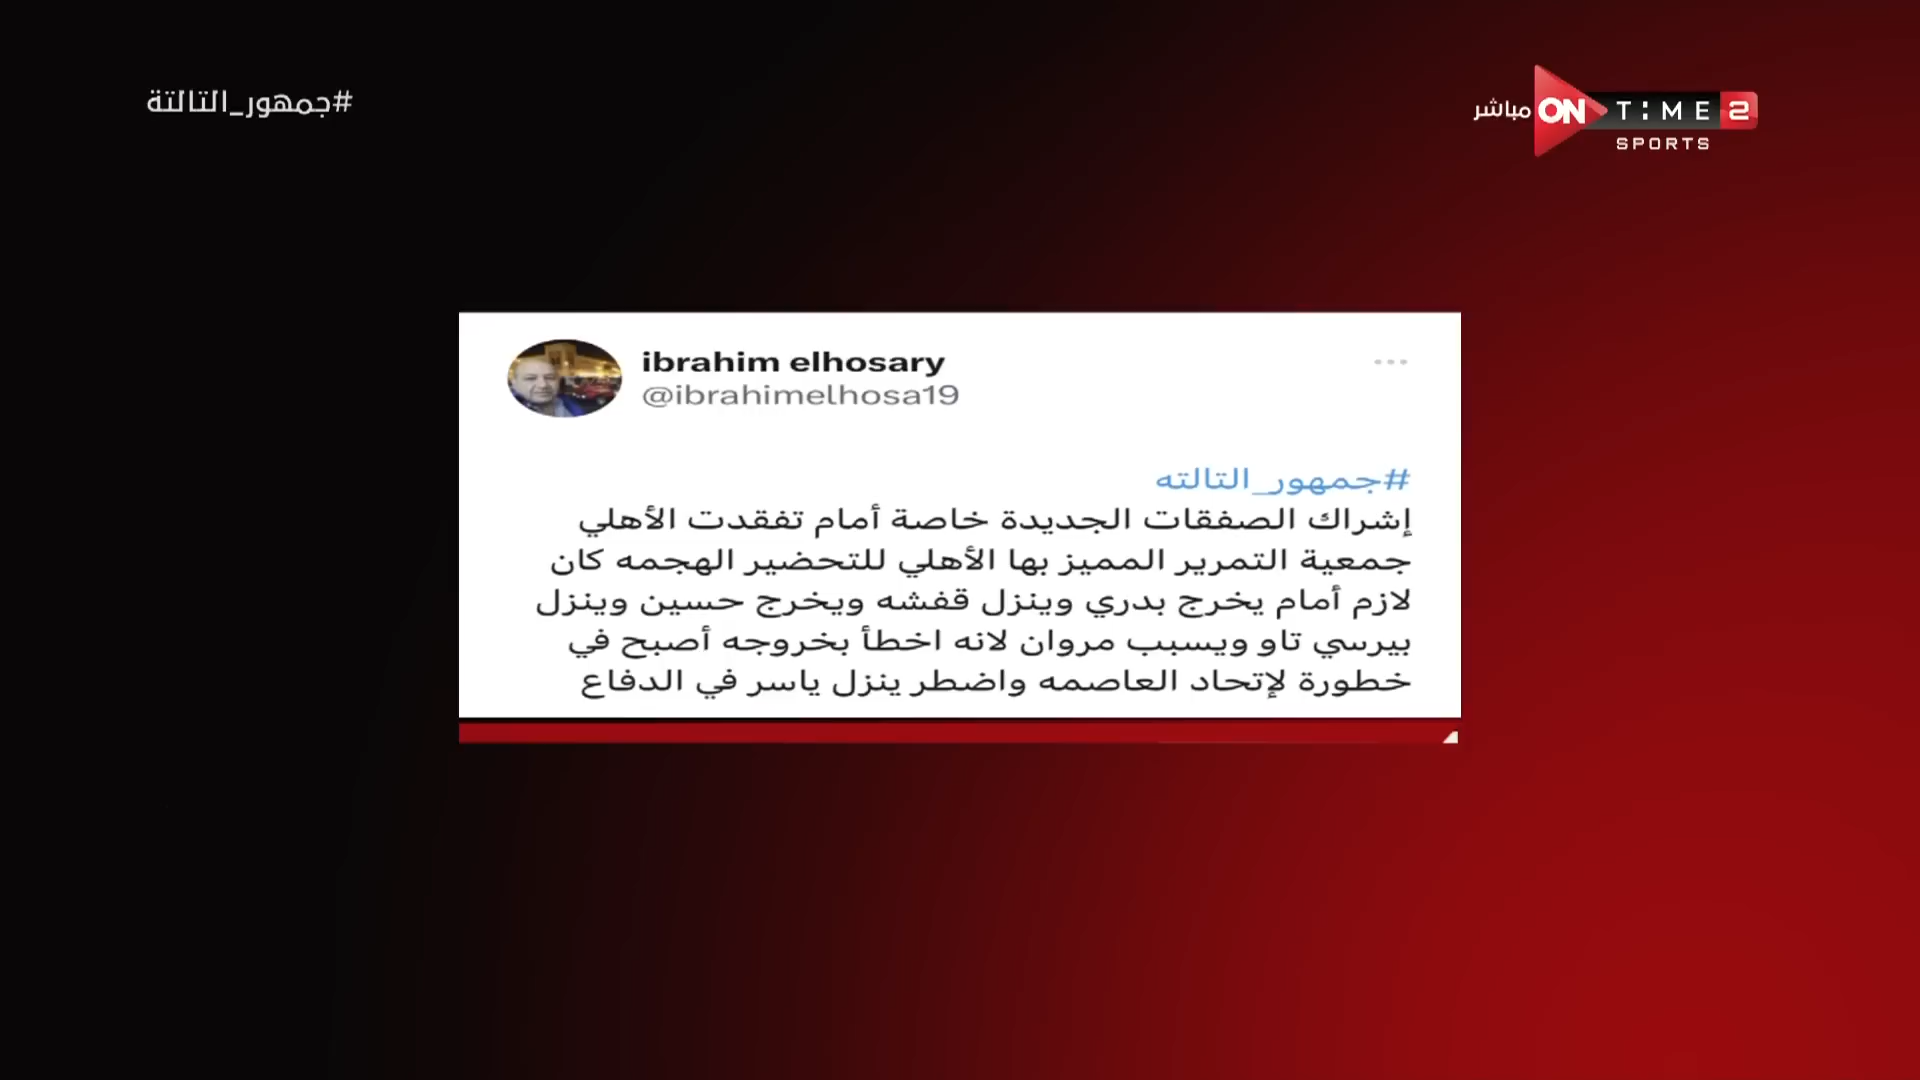 #جمهور_التالتة
مباشر ON T:ME 2
SPORTS
ibrahim elhosary
@ibrahimelhosa19
#جمهور_التالته
إشراك الصفقات الجديدة خاصة أمام تفقدت الأهلي
جمعية التمرير المميز بها الأهلي للتحضير الهجمه كان
لازم أمام يخرج بدري وينزل قفشه ويخرج حسين وينزل
بيرسي تاو ويسبب مروان لانه اخطأ بخروجه أصبح في
خطورة لإتحاد العاصمه واضطر ينزل ياسر في الدفاع